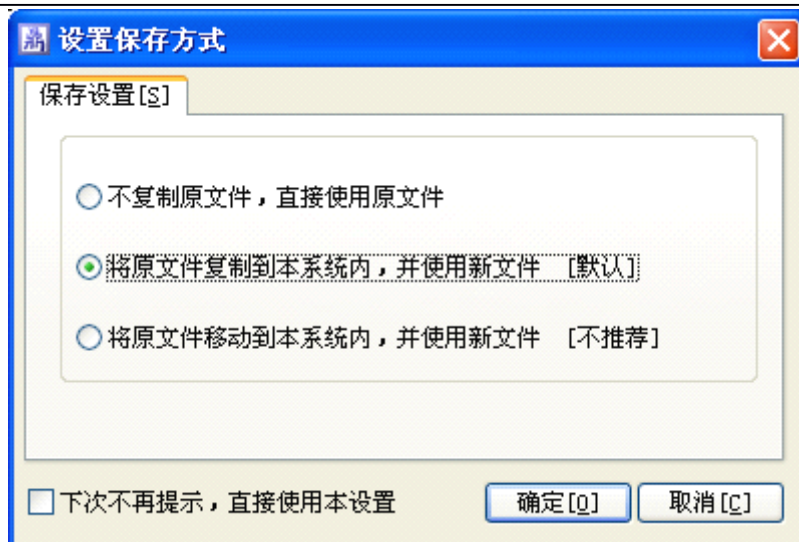 设置保存方式
保存设置[S]
不复制原文件，直接使用原文件
将原文件复制到本系统内，并使用新文件 [默认]
将原文件移动到本系统内，并使用新文件 [不推荐]
下次不再提示，直接使用本设置
确定[O]
取消[C]